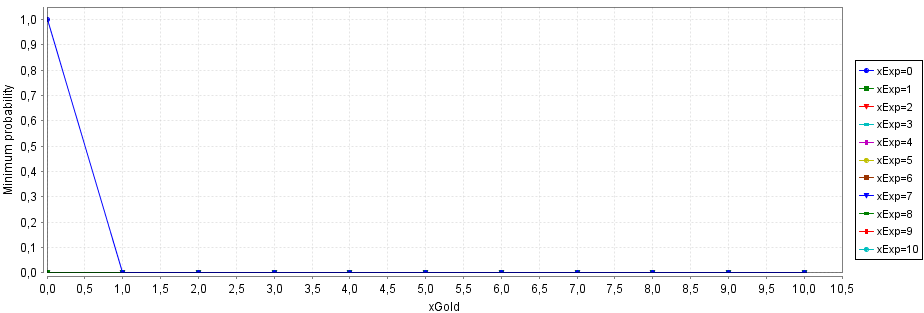 1,0
0,9
0,8
0,7
0,6
0,5
0,4
0,3
0,2
0,1
0,0
Minimum probability
0,0 0,5 1,0 1,5 2,0 2,5 3,0 3,5 4,0 4,5 5,0 5,5 6,0 6,5 7,0 7,5 8,0 8,5 9,0 9,5 10,0 10,5
xGold
xExp=0
xExp=1
xExp=2
xExp=3
xExp=4
xExp=5
xExp=6
xExp=7
xExp=8
xExp=9
xExp=10